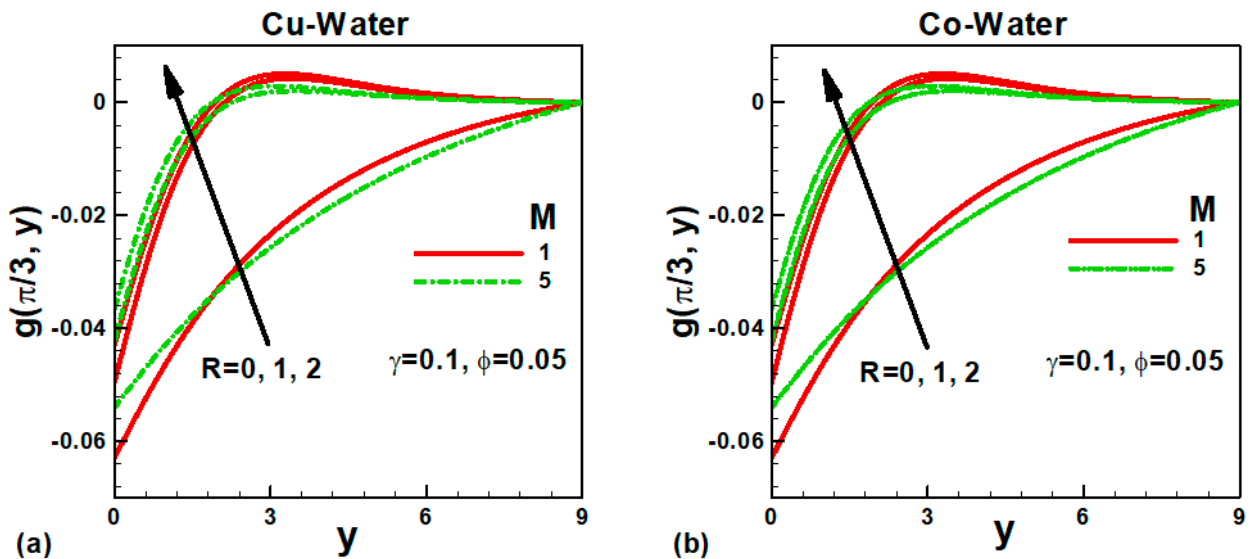 Cu-Water
0
-0.02
-0.04
-0.06
g(π/3, y)
M
1
5
R=0, 1, 2
γ=0.1, ϕ=0.05
0
3
6
9
y
(a)
Co-Water
0
-0.02
-0.04
-0.06
g(π/3, y)
M
1
5
R=0, 1, 2
γ=0.1, ϕ=0.05
0
3
6
9
y
(b)